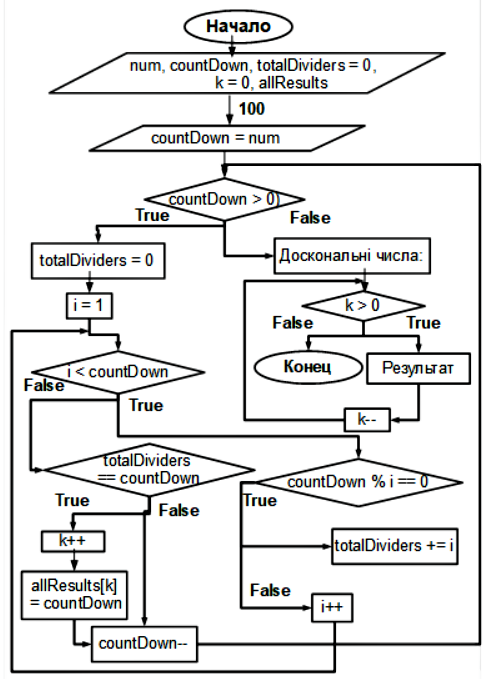 Начало
num, countDown, totalDividers = 0,
k = 0, allResults
100
countDown = num
countDown > 0)
True
False
totalDividers = 0
Доскональні числа:
i = 1
k > 0
False
True
i < countDown
Конец
Результат
False
True
k--
totalDividers
== countDown
countDown % i == 0
True
False
True
k++
totalDividers += i
allResults[k]
= countDown
False
i++
countDown--